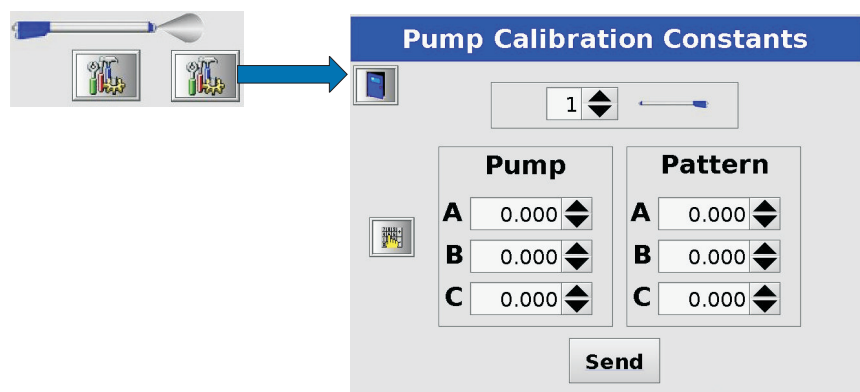 Pump Calibration Constants
1
Pump Pattern
A 0.000 A 0.000
B 0.000 B 0.000
C 0.000 C 0.000
Send